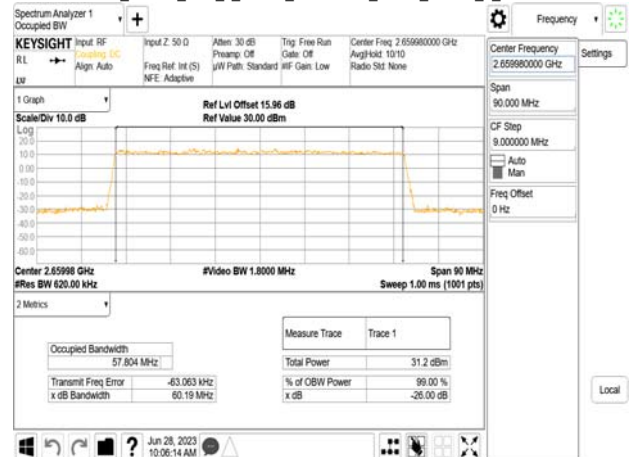 Spectrum Analyzer 1
Occupied BW
Frequency
KEYSIGHT
RL
Input: RF
Coupling: DC
Align: Auto
Input Z: 50 Ω
Freq Ref: Int (S)
NFE: Adaptive
Atten: 30 dB
Preamp: Off
µW Path: Standard
Trig: Free Run
Gate: Off
#IF Gain: Low
Center Freq: 2.659980000 GHz
Avg|Hold: 10/10
Radio Std: None
Center Frequency
2.659980000 GHz
Settings
Span
90.000 MHz
CF Step
9.000000 MHz
Auto
Man
Freq Offset
0 Hz
Local
1 Graph
Scale/Div 10.0 dB
Ref Lvl Offset 15.96 dB
Ref Value 30.00 dBm
Log
20.0
10.0
0.00
-10.0
-20.0
-30.0
-40.0
-50.0
-60.0
Center 2.65998 GHz
#Video BW 1.8000 MHz
Span 90 MHz
#Res BW 620.00 kHz
Sweep 1.00 ms (1001 pts)
2 Metrics
Measure Trace
Trace 1
Occupied Bandwidth
57.804 MHz
Total Power
31.2 dBm
Transmit Freq Error
-63.063 kHz
% of OBW Power
99.00 %
x dB Bandwidth
60.19 MHz
x dB
-26.00 dB
?
Jun 28, 2023
10:06:14 AM